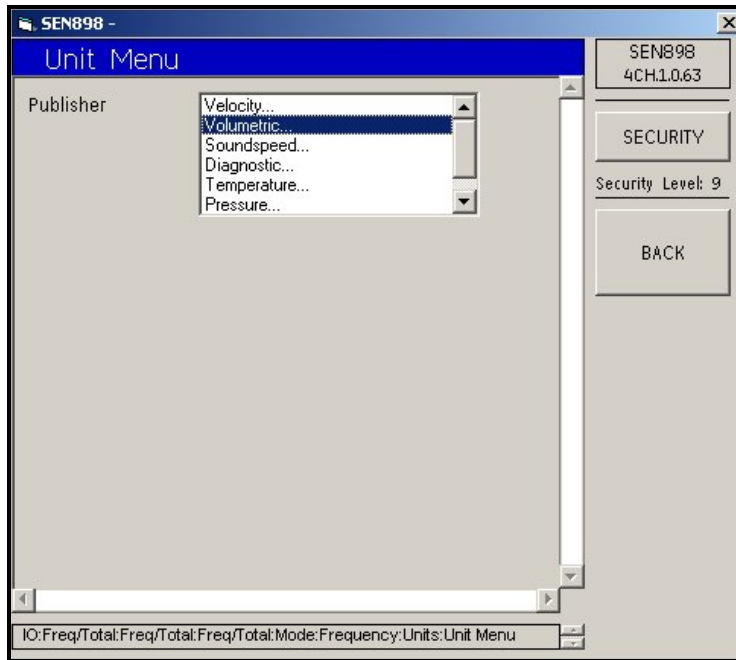 SEN898 -
Unit Menu
SEN898
4CH.1.0.63
Publisher
Velocity...
Volumetric...
Soundspeed...
Diagnostic...
Temperature...
Pressure...
SECURITY
Security Level: 9
BACK
IO:Freq/Total:Freq/Total:Freq/Total:Mode:Frequency:Units:Unit Menu